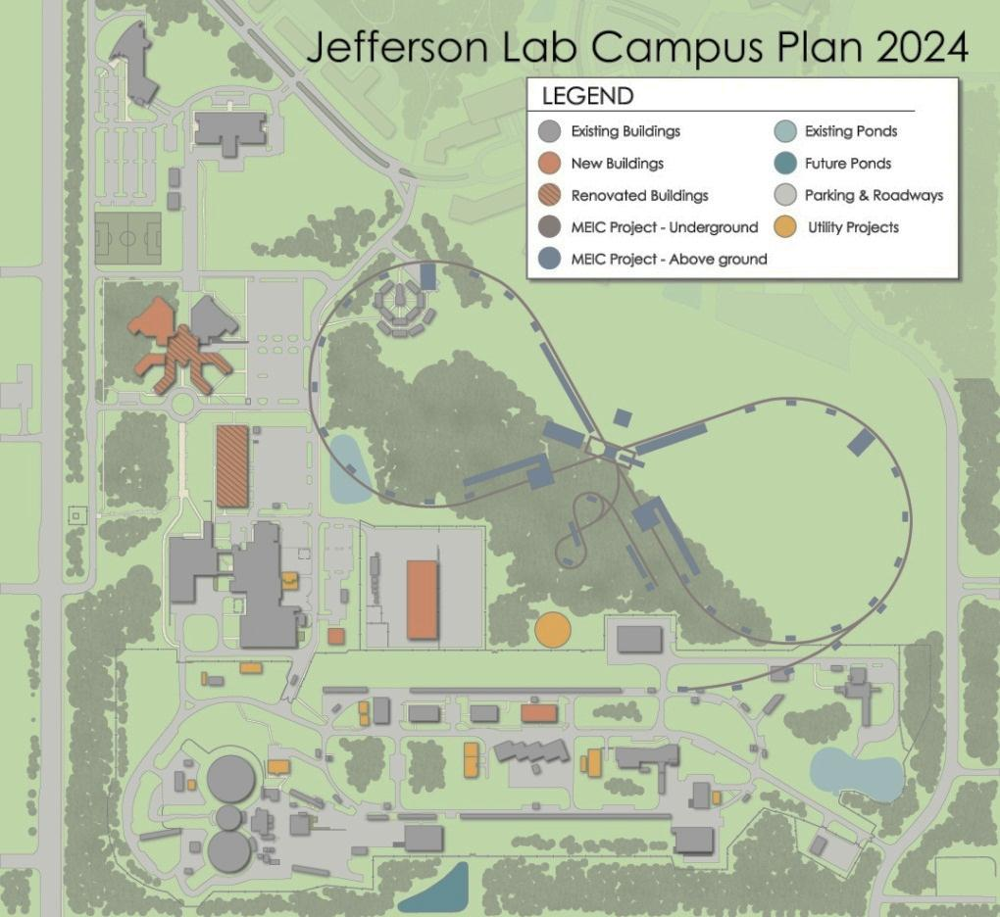 Jefferson Lab Campus Plan 2024
LEGEND
Existing Buildings
New Buildings
Renovated Buildings
MEIC Project - Underground
MEIC Project - Above ground
Existing Ponds
Future Ponds
Parking & Roadways
Utility Projects